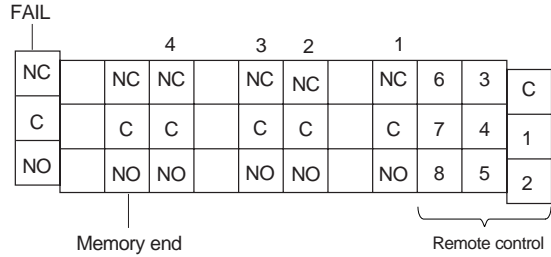 FAIL
4 3 2 1
NC NC NC NC NC NC 6 3 C
C C C C C C 7 4 1
NO NO NO NO NO NO 8 5 2
Memory end
Remote control